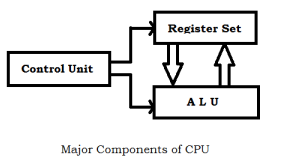 Register Set
Control Unit
A L U
Major Components of CPU